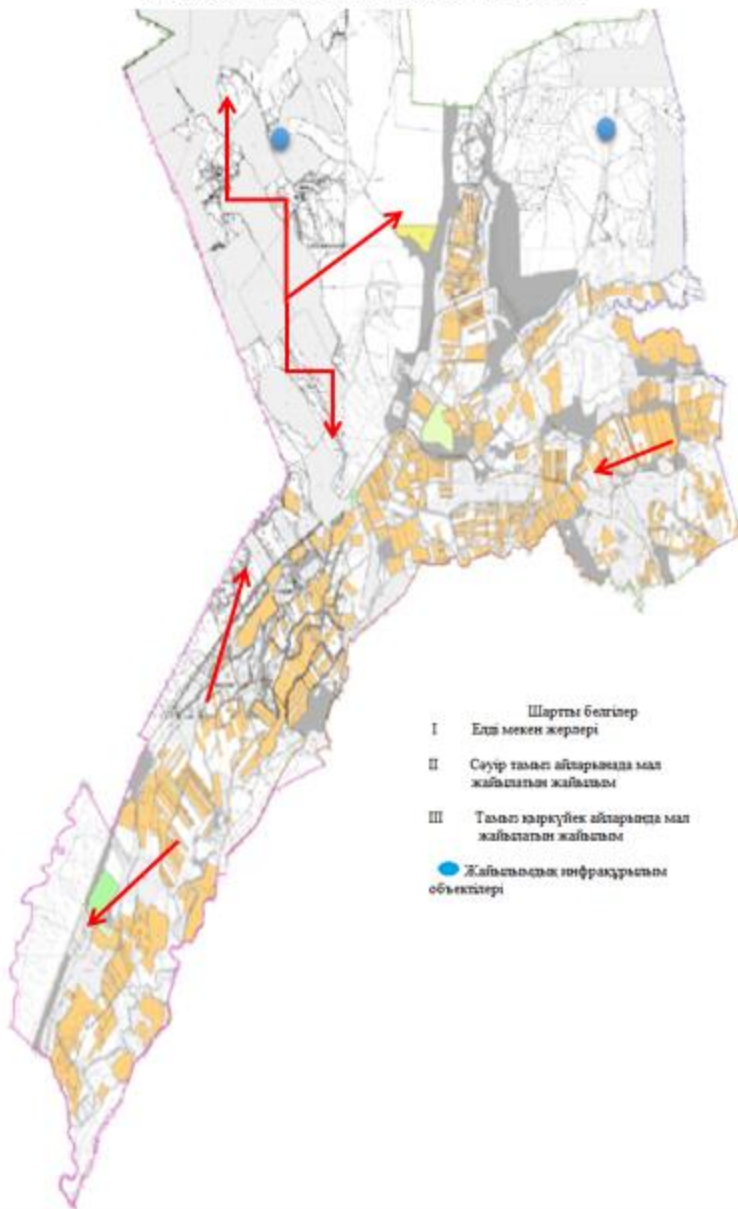 Шартты белгілер
I Елді мекен жерлері
II Сәуір тамыз айларынада мал
жайылатын жайылым
III Тамыз қыркүйек айларында мал
жайылатын жайылым
Жайылымдық инфрақұрылым
объектілері